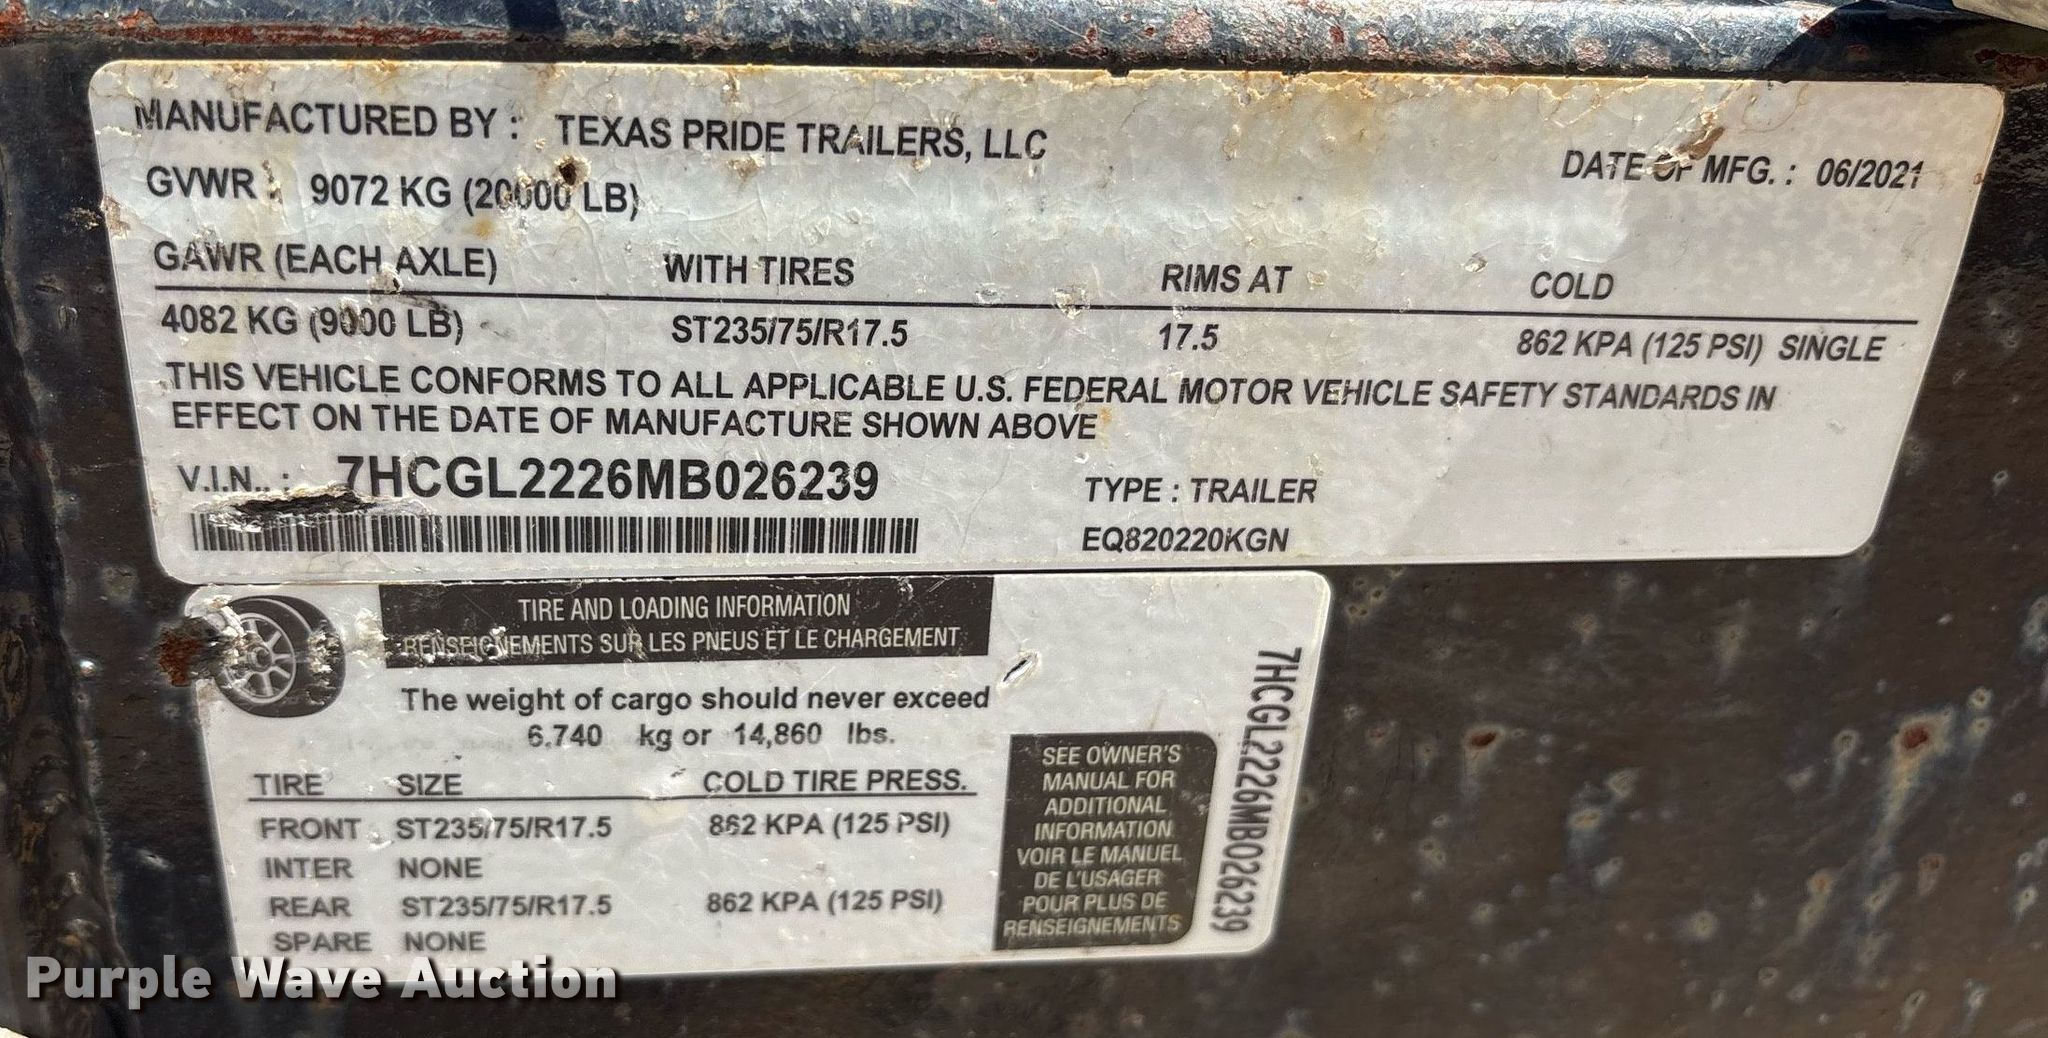 MANUFACTURED BY : TEXAS PRIDE TRAILERS, LLC
DATE OF MFG. : 06/2021
GVWR : 9072 KG (20000 LB)
GAWR (EACH AXLE) WITH TIRES RIMS AT COLD
4082 KG (9000 LB) ST235/75/R17.5 17.5 862 KPA (125 PSI) SINGLE
THIS VEHICLE CONFORMS TO ALL APPLICABLE U.S. FEDERAL MOTOR VEHICLE SAFETY STANDARDS IN
EFFECT ON THE DATE OF MANUFACTURE SHOWN ABOVE
V.I.N.. : 7HCGL2226MB026239
TYPE : TRAILER
EQ820220KGN
TIRE AND LOADING INFORMATION
RENSEIGNEMENTS SUR LES PNEUS ET LE CHARGEMENT
The weight of cargo should never exceed
6.740 kg or 14,860 lbs.
TIRE SIZE COLD TIRE PRESS.
FRONT ST235/75/R17.5 862 KPA (125 PSI)
INTER NONE
REAR ST235/75/R17.5 862 KPA (125 PSI)
SPARE NONE
SEE OWNER'S
MANUAL FOR
ADDITIONAL
INFORMATION
VOIR LE MANUEL
DE L'USAGER
POUR PLUS DE
RENSEIGNEMENTS
7HCGL2226MB026239
Purple Wave Auction